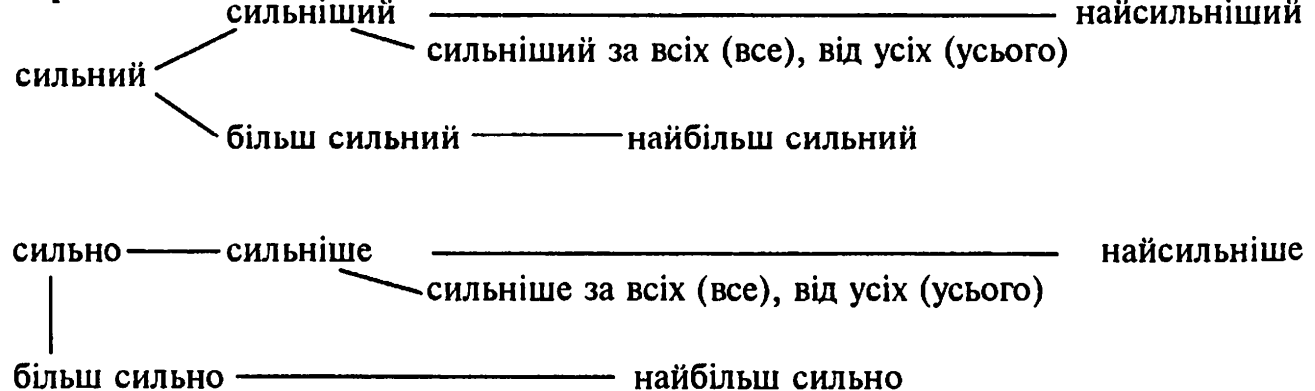 сильніший найсильніший
сильніший за всіх (все), від усіх (усього)
сильний
більш сильний найбільш сильний
сильно сильніше найсильніше
сильніше за всіх (все), від усіх (усього)
більш сильно найбільш сильно